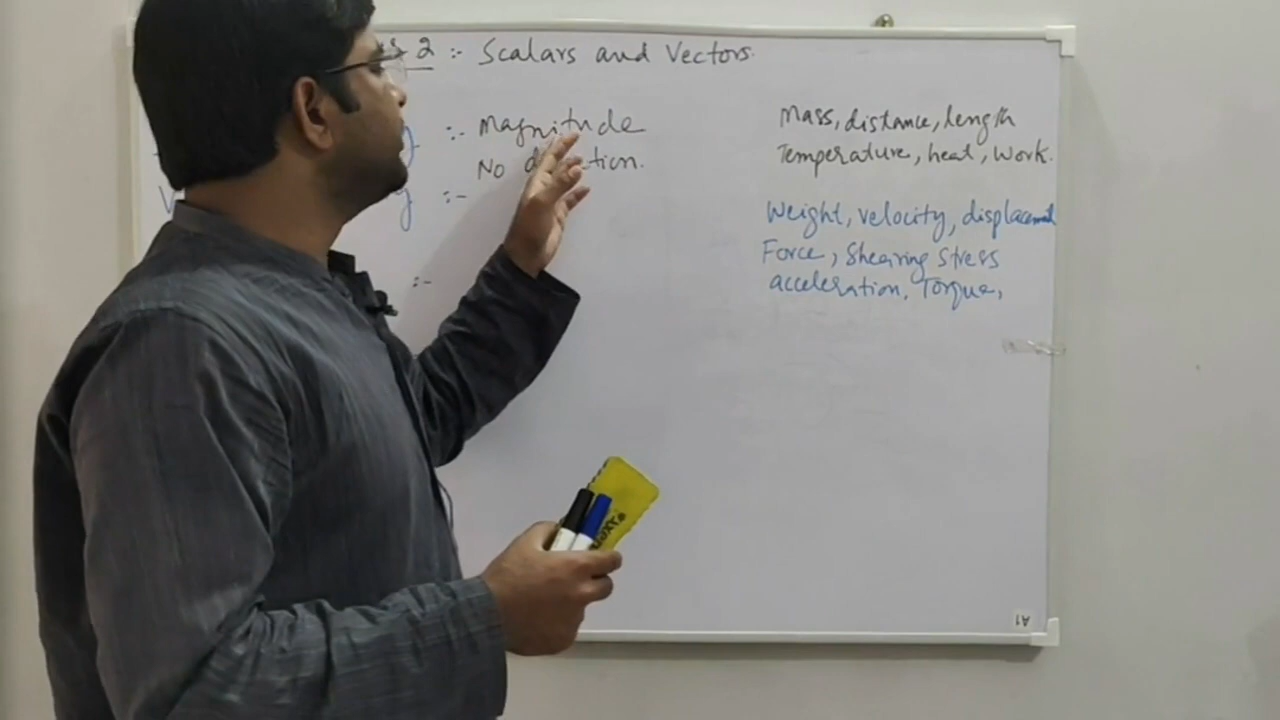 2 :- Scalars and Vectors.
:- Magnitude
No
:-
:-
Mass, distance, length
Temperature, heat, Work.
Weight, velocity, displacement
Force, Shearing Stress
acceleration, Torque,
A1